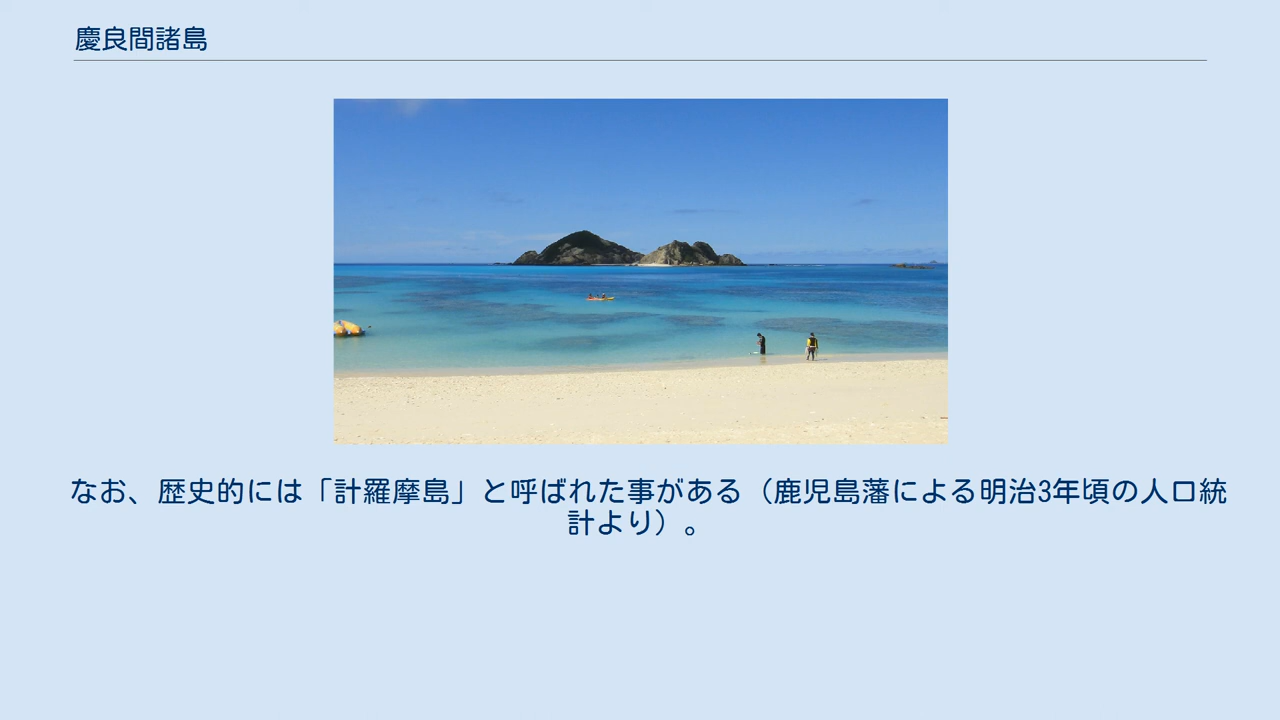 慶良間諸島
なお、歴史的には「計羅摩島」と呼ばれた事がある（鹿児島藩による明治3年頃の人口統
計より）。